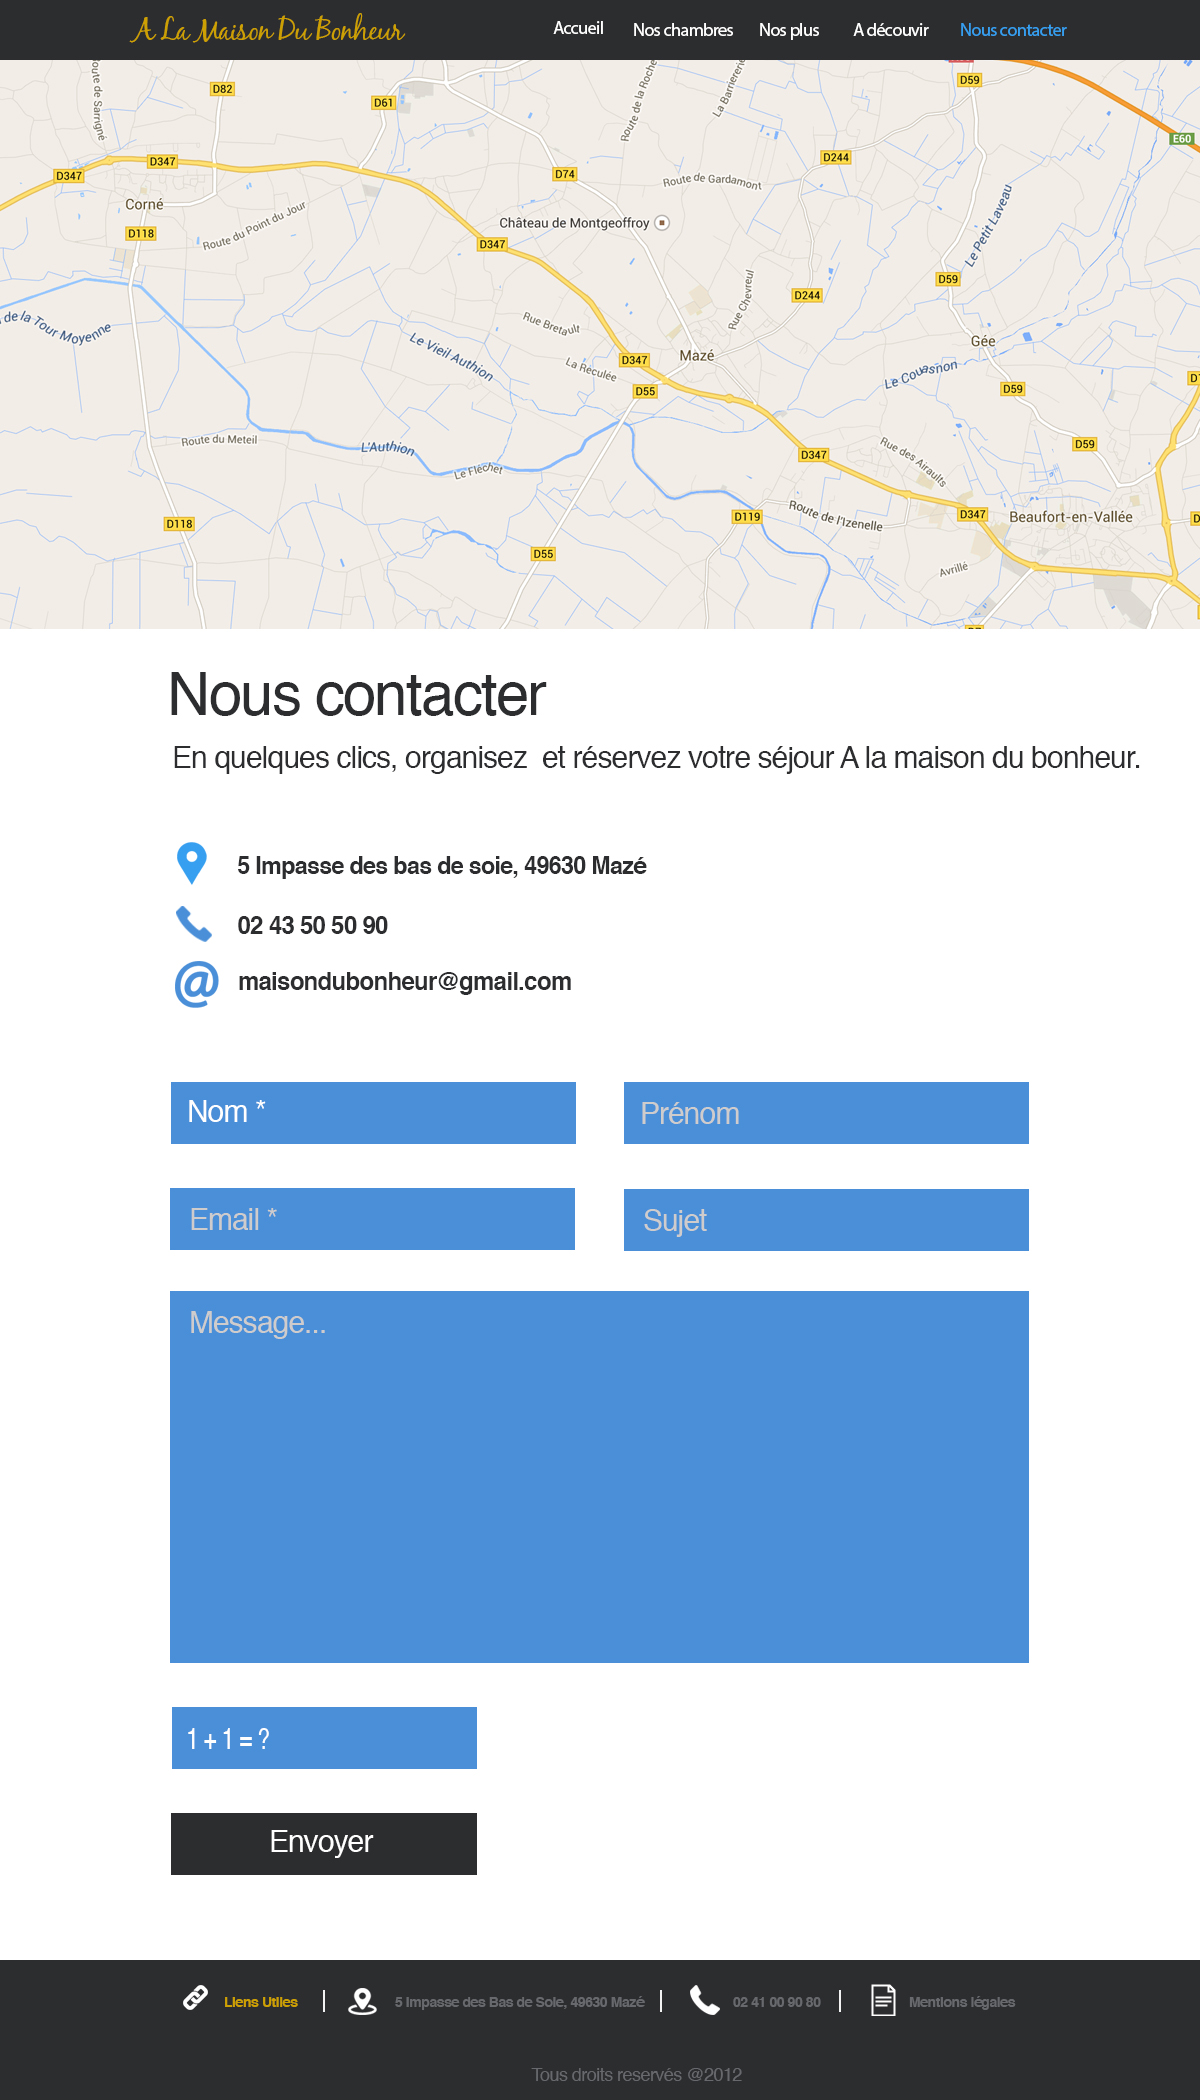 A La Maison Du Bonheur
Accueil
Nos chambres
Nos plus
A découvir
Nous contacter
Route de Sarrigné
D82
D61
Route de la Roche
La Barriererie
D59
E60
D347
D347
D74
D244
Route de Gardamont
Corné
D118
Route du Point du Jour
Château de Montgeoffroy
D347
Le Petit Laveau
D59
D244
Rue Chevreul
de la Tour Moyenne
Rue Bretault
Le Vieil Authion
La Reculée
D347
Mazé
Gée
Le Couasnon
D55
D59
Route du Meteil
L'Authion
Le Fléchet
D347
Rue des Airaults
D59
D118
D119
Route de l'Izenelle
D347
Beaufort-en-Vallée
D55
Avrillé
Nous contacter
En quelques clics, organisez  et réservez votre séjour A la maison du bonheur.
5 Impasse des bas de soie, 49630 Mazé
02 43 50 50 90
@ maisondubonheur@gmail.com
Nom *
Prénom
Email *
Sujet
Message...
1 + 1 = ?
Envoyer
Liens Utiles
5 Impasse des Bas de Soie, 49630 Mazé
02 41 00 90 80
Mentions légales
Tous droits reservés @2012